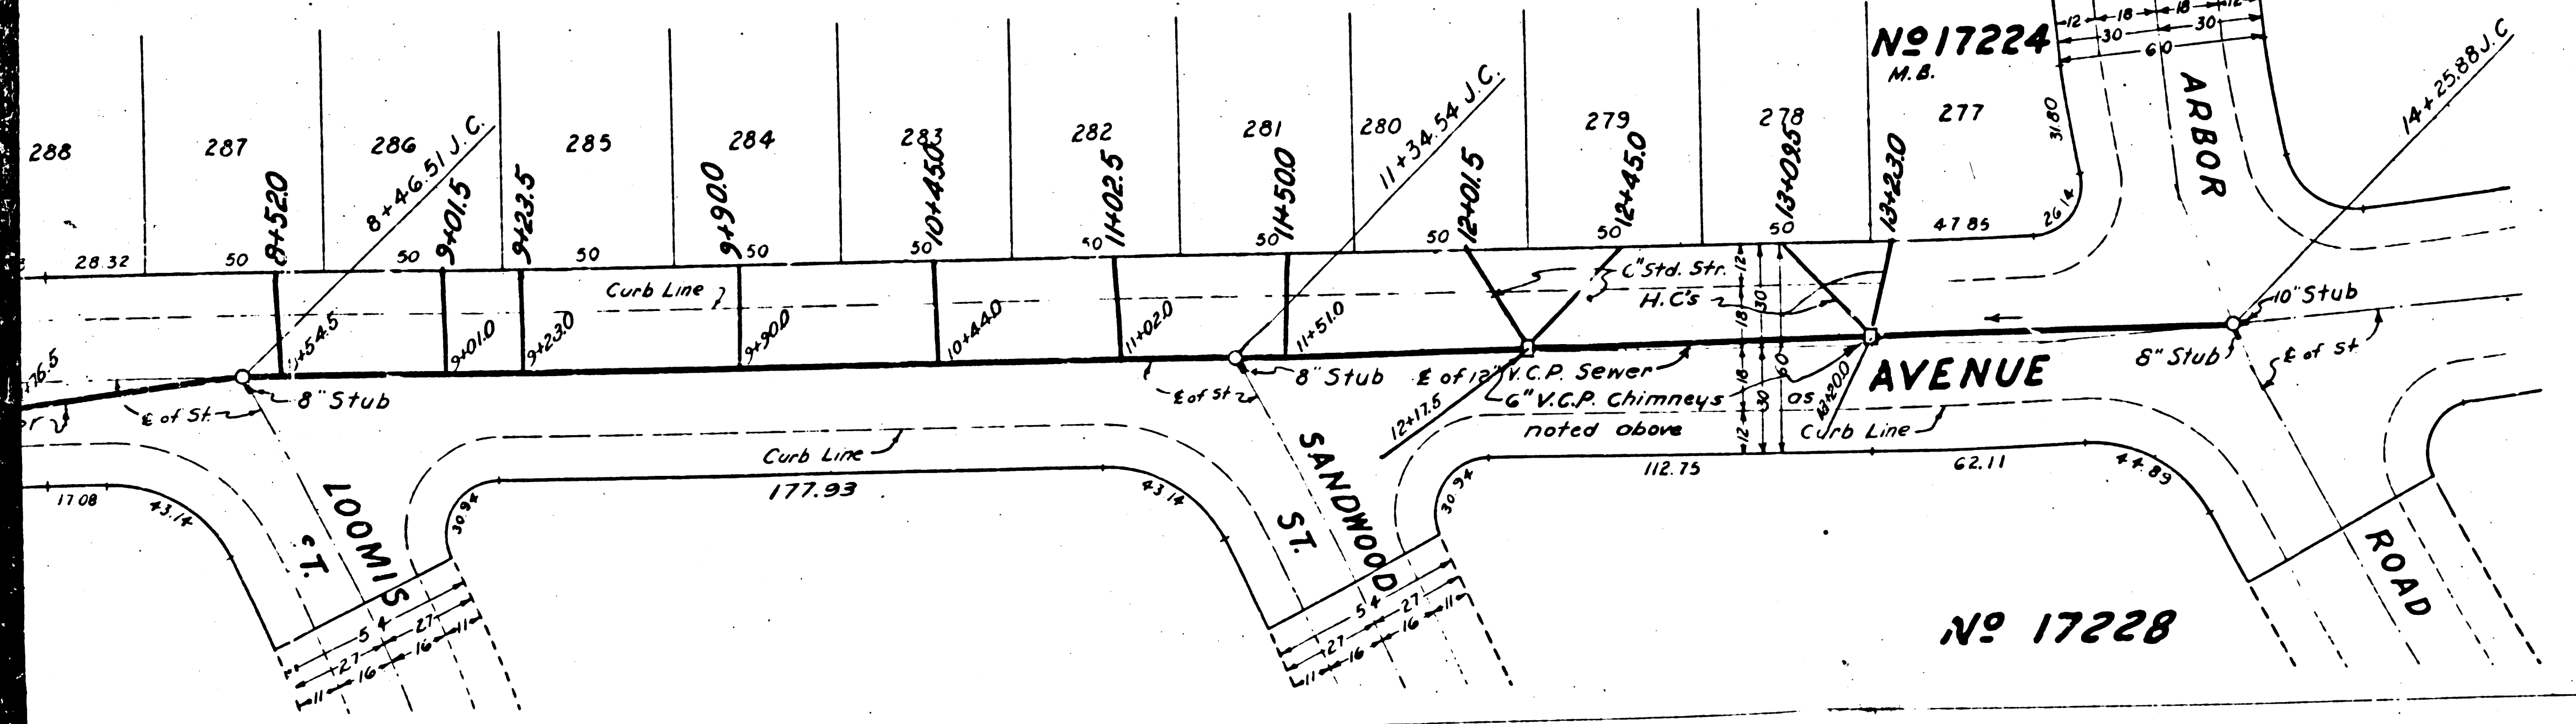 No 17224
M.B.
12 18 18 12
30 30
60
ARBOR
14+25.88 J.C
288
287
286
285
284
283
282
281
280
279
278
277
8+52.0
8+46.51 J.C.
9+01.5
9+23.5
9+90.0
10+45.0
11+02.5
11+50.0
11+34.54 J.C.
12+01.5
12+45.0
13+09.5
13+23.0
31.80
26.14
28.32
50
50
50
50
50
50
50
50
50
47.85
Curb Line
6" Std. Str.
H.C's
12
18
30
18
12
30
60
10" Stub
+76.5
+54.5
9+01.0
9+23.0
9+90.0
10+44.0
11+02.0
11+51.0
8" Stub
℄ of St.
8" Stub
℄ of St.
℄ of 12" V.C.P. Sewer
6" V.C.P. Chimneys as
noted above
12+17.5
13+20.0
AVENUE
8" Stub
℄ of St
Curb Line
Curb Line
17.08
43.14
30.94
177.93
43.14
30.94
112.75
62.11
44.89
LOOMIS
ST.
SANDWOOD
ST.
ROAD
54
27 27
11 16 16 11
54
27 27
11 16 16 11
No 17228